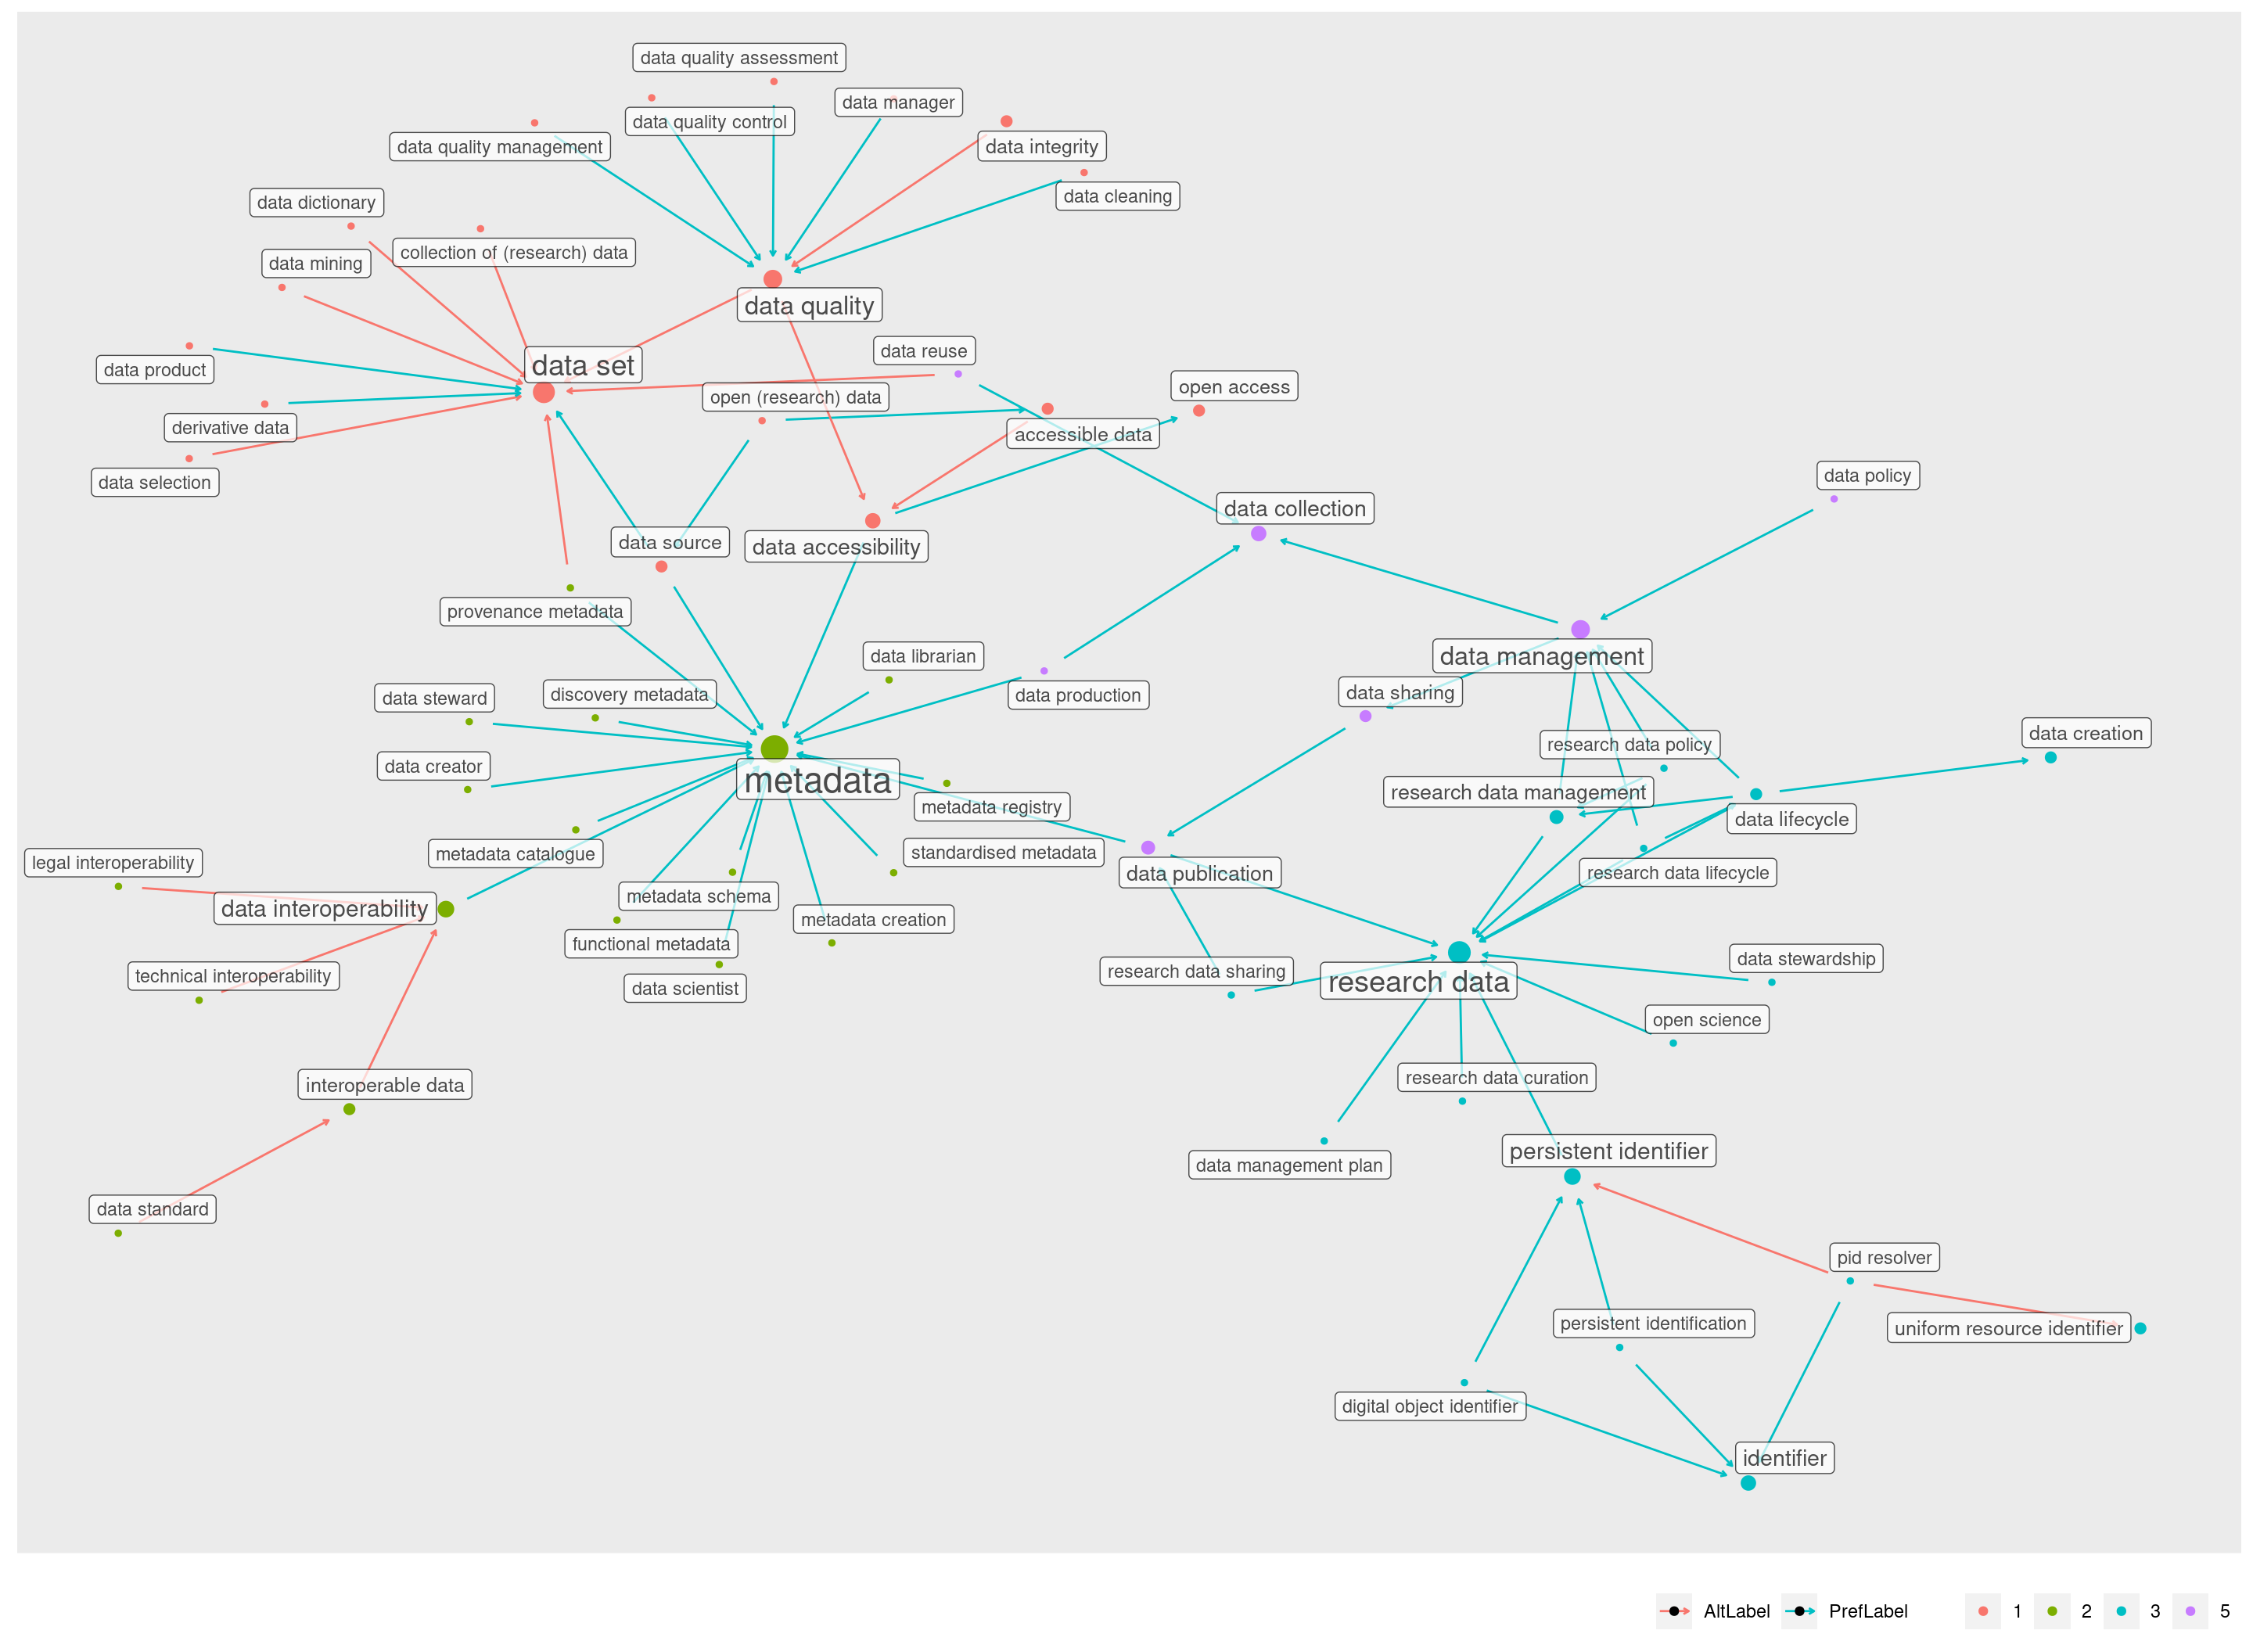 data quality assessment
data manager
data quality control
data quality management
data integrity
data cleaning
data dictionary
collection of (research) data
data mining
data quality
data reuse
data set
data product
open (research) data
open access
derivative data
accessible data
data selection
data policy
data collection
data source
data accessibility
provenance metadata
data librarian
data management
data steward
discovery metadata
data production
data sharing
data creation
research data policy
data creator
metadata
research data management
metadata registry
data lifecycle
metadata catalogue
standardised metadata
legal interoperability
data publication
research data lifecycle
metadata schema
data interoperability
metadata creation
functional metadata
data stewardship
research data sharing
technical interoperability
research data
data scientist
open science
research data curation
interoperable data
persistent identifier
data management plan
data standard
pid resolver
persistent identification
uniform resource identifier
digital object identifier
identifier
AltLabel PrefLabel 1 2 3 5